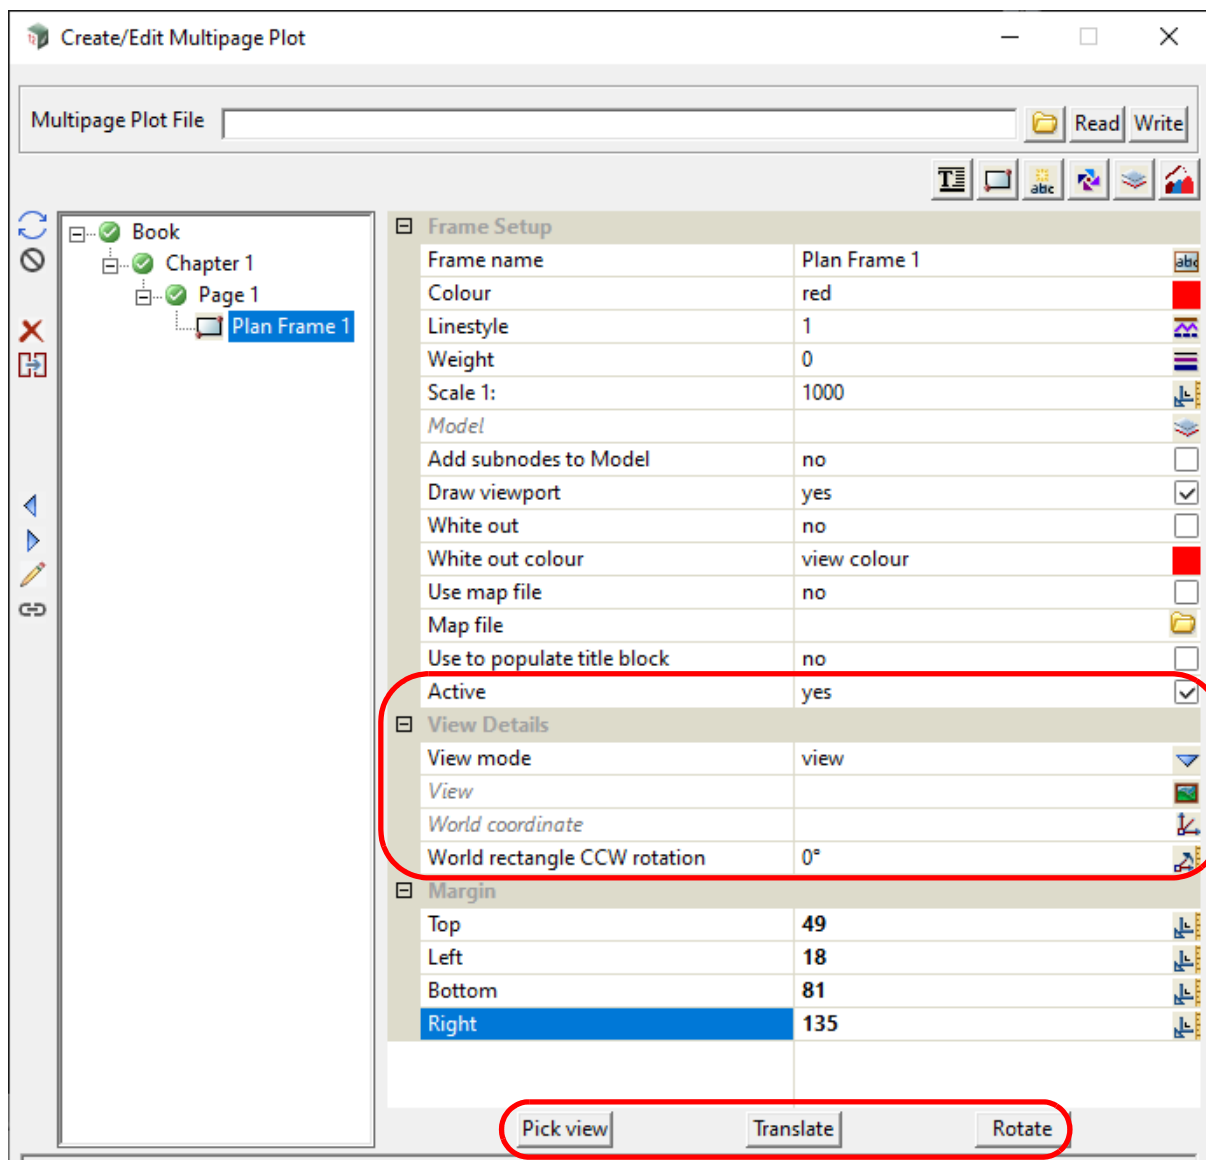 Create/Edit Multipage Plot
Multipage Plot File Read Write
T abc
Book
Chapter 1
Page 1
Plan Frame 1
Frame Setup
Frame name Plan Frame 1 abc
Colour red
Linestyle 1
Weight 0
Scale 1: 1000
Model
Add subnodes to Model no
Draw viewport yes
White out no
White out colour view colour
Use map file no
Map file
Use to populate title block no
Active yes
View Details
View mode view
View
World coordinate
World rectangle CCW rotation 0°
Margin
Top 49
Left 18
Bottom 81
Right 135
Pick view Translate Rotate